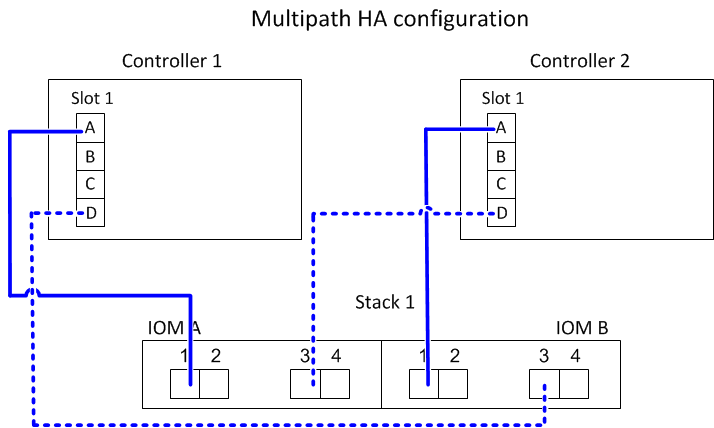 Multipath HA configuration
Controller 1
Controller 2
Slot 1
Slot 1
A
B
C
D
A
B
C
D
Stack 1
IOM A
IOM B
1 2 3 4 1 2 3 4